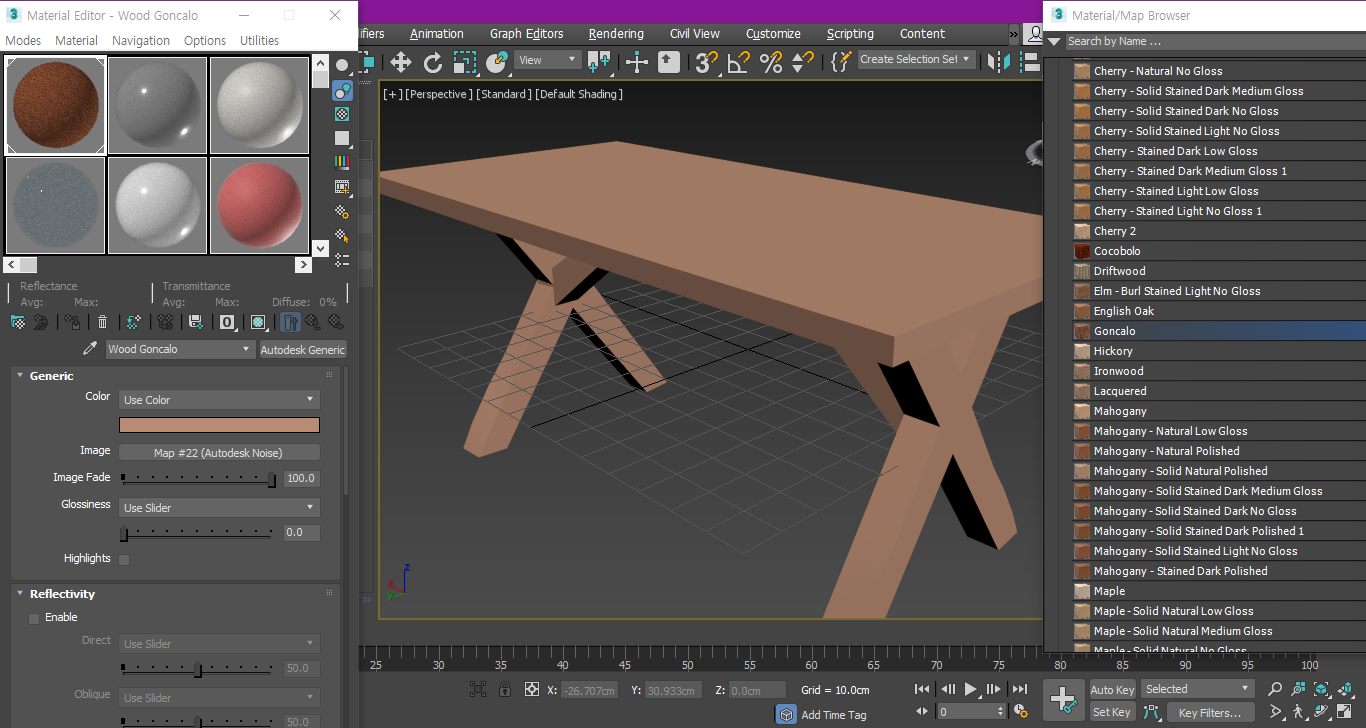 Material Editor - Wood Goncalo
Modes Material Navigation Options Utilities
Reflectance
Avg: Max:
Transmittance
Avg: Max: Diffuse: 0%
Wood Goncalo
Autodesk Generic
Generic
Color
Use Color
Image
Map #22 (Autodesk Noise)
Image Fade
100.0
Glossiness
Use Slider
0.0
Highlights
Reflectivity
Enable
Direct
Use Slider
50.0
Oblique
Use Slider
50.0
ifiers Animation Graph Editors Rendering Civil View Customize Scripting Content
View
Create Selection Set
[+] [Perspective ] [Standard ] [Default Shading ]
z
x
y
25 30 35 40 45 50 55 60 65 70 75 80 85 90 95 100
X: -26.707cm Y: 30.933cm Z: 0.0cm Grid = 10.0cm
Add Time Tag
0
Auto Key
Selected
Set Key
Key Filters...
Material/Map Browser
Search by Name ...
Cherry - Natural No Gloss
Cherry - Solid Stained Dark Medium Gloss
Cherry - Solid Stained Dark No Gloss
Cherry - Solid Stained Light No Gloss
Cherry - Stained Dark Low Gloss
Cherry - Stained Dark Medium Gloss 1
Cherry - Stained Light Low Gloss
Cherry - Stained Light No Gloss 1
Cherry 2
Cocobolo
Driftwood
Elm - Burl Stained Light No Gloss
English Oak
Goncalo
Hickory
Ironwood
Lacquered
Mahogany
Mahogany - Natural Low Gloss
Mahogany - Natural Polished
Mahogany - Solid Natural Polished
Mahogany - Solid Stained Dark Medium Gloss
Mahogany - Solid Stained Dark No Gloss
Mahogany - Solid Stained Dark Polished 1
Mahogany - Solid Stained Light No Gloss
Mahogany - Stained Dark Polished
Maple
Maple - Solid Natural Low Gloss
Maple - Solid Natural Medium Gloss
Maple - Solid Natural No Gloss